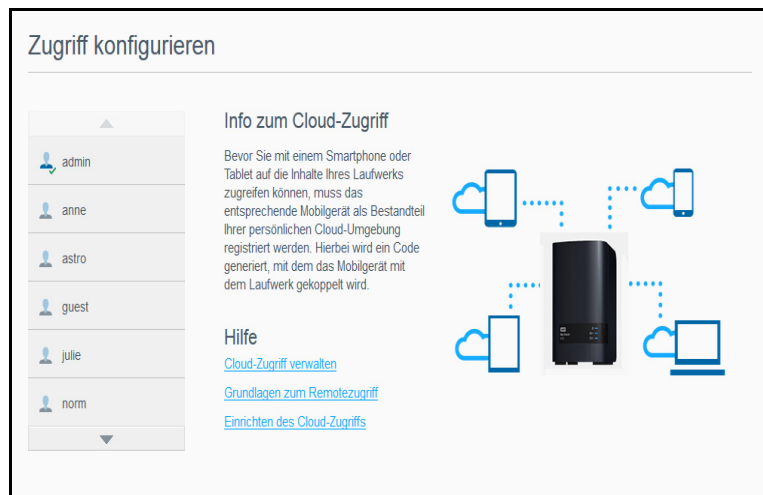 Zugriff konfigurieren
admin
anne
astro
guest
julie
norm
Info zum Cloud-Zugriff
Bevor Sie mit einem Smartphone oder
Tablet auf die Inhalte Ihres Laufwerks
zugreifen können, muss das
entsprechende Mobilgerät als Bestandteil
Ihrer persönlichen Cloud-Umgebung
registriert werden. Hierbei wird ein Code
generiert, mit dem das Mobilgerät mit
dem Laufwerk gekoppelt wird.
Hilfe
Cloud-Zugriff verwalten
Grundlagen zum Remotezugriff
Einrichten des Cloud-Zugriffs